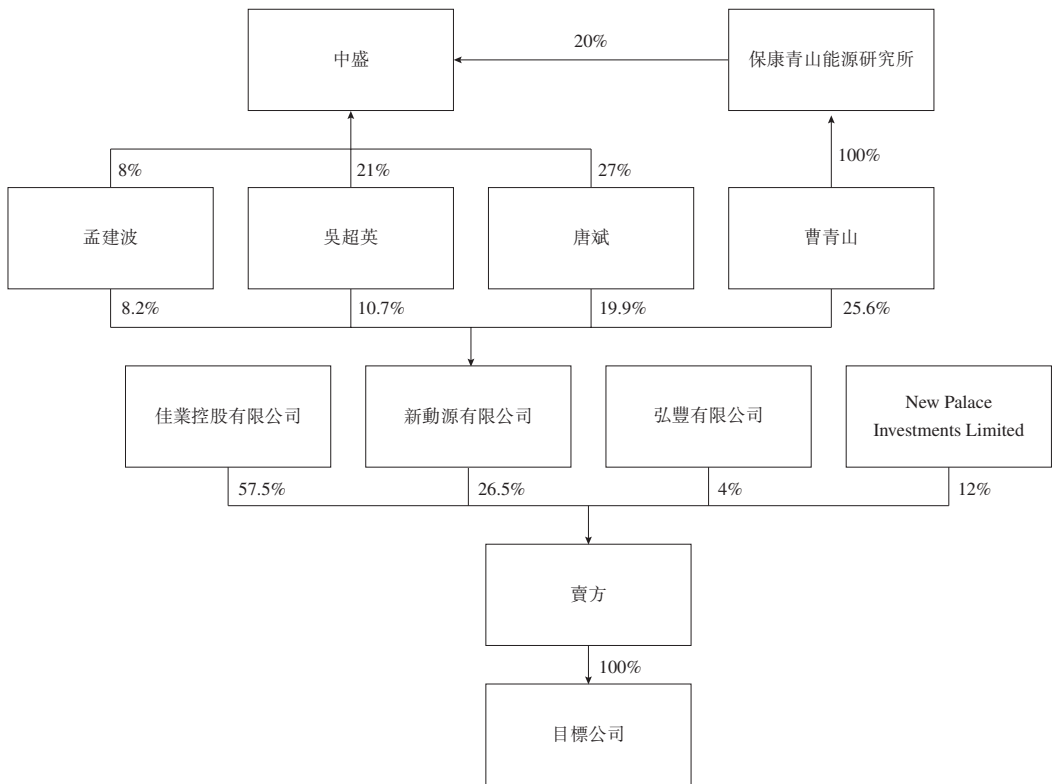 中盛
20%
保康青山能源研究所
8%
21%
27%
100%
孟建波
吳超英
唐斌
曹青山
8.2%
10.7%
19.9%
25.6%
佳業控股有限公司
新動源有限公司
弘豐有限公司
New Palace
Investments Limited
57.5%
26.5%
4%
12%
賣方
100%
目標公司